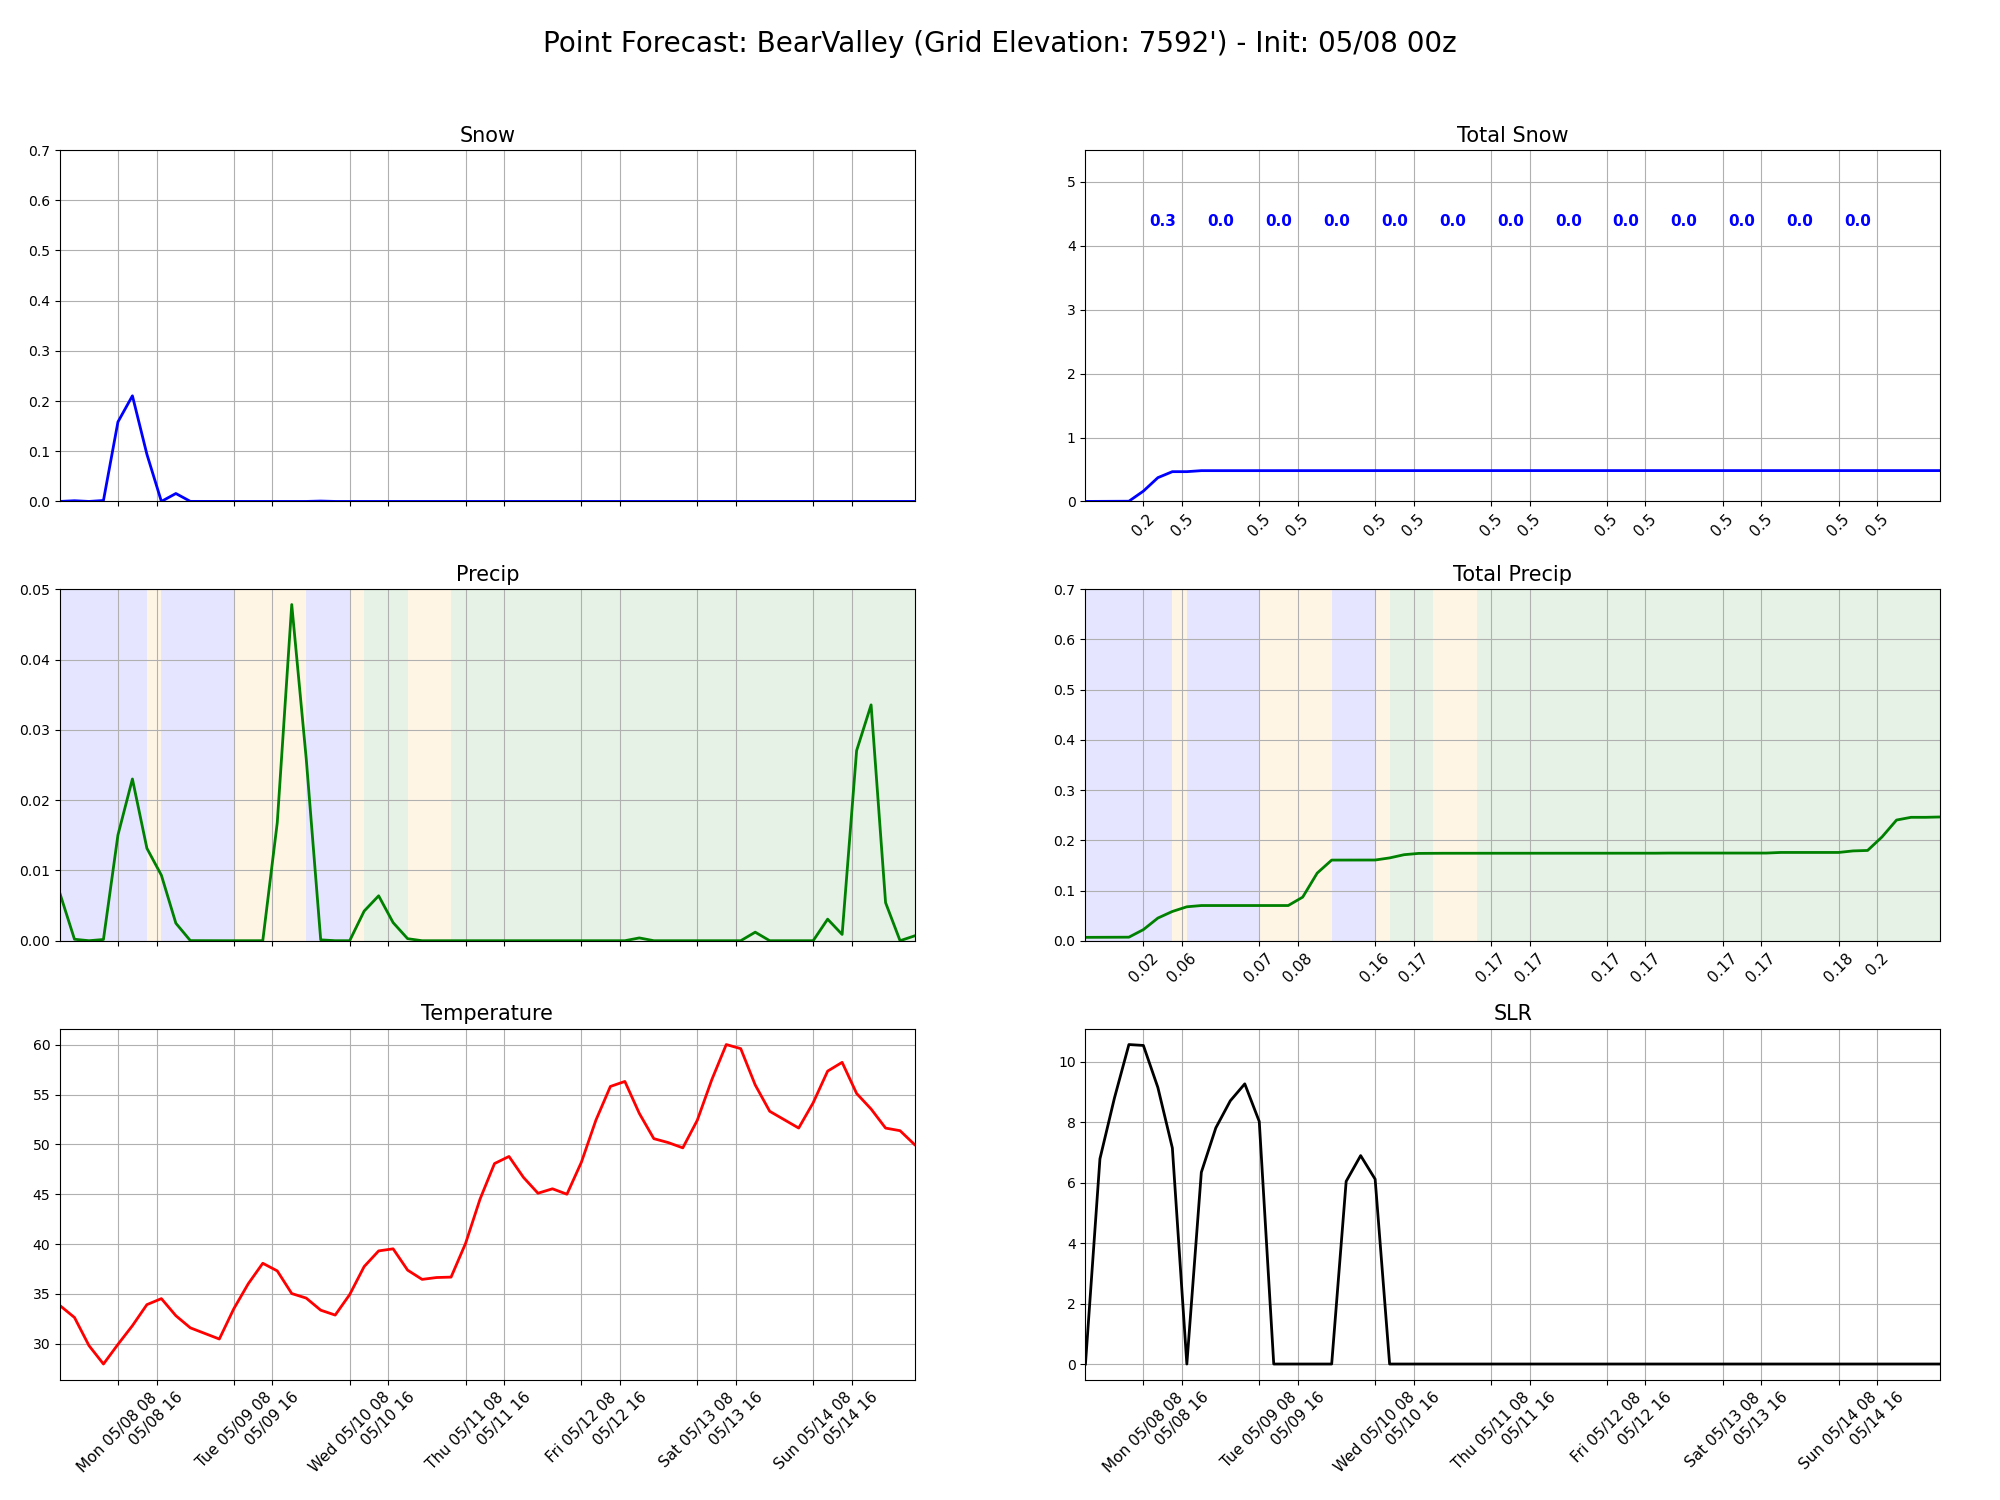 Point Forecast: BearValley (Grid Elevation: 7592') - Init: 05/08 00z
Snow
0.7
0.6
0.5
0.4
0.3
0.2
0.1
0.0
Total Snow
5
4
3
2
1
0
0.3 0.0 0.0 0.0 0.0 0.0 0.0 0.0 0.0 0.0 0.0 0.0 0.0
0.2 0.5 0.5 0.5 0.5 0.5 0.5 0.5 0.5 0.5 0.5 0.5 0.5 0.5
Precip
0.05
0.04
0.03
0.02
0.01
0.00
Total Precip
0.7
0.6
0.5
0.4
0.3
0.2
0.1
0.0
0.02 0.06 0.07 0.08 0.16 0.17 0.17 0.17 0.17 0.17 0.17 0.17 0.18 0.2
Temperature
60
55
50
45
40
35
30
Mon 05/08 08
05/08 16
Tue 05/09 08
05/09 16
Wed 05/10 08
05/10 16
Thu 05/11 08
05/11 16
Fri 05/12 08
05/12 16
Sat 05/13 08
05/13 16
Sun 05/14 08
05/14 16
SLR
10
8
6
4
2
0
Mon 05/08 08
05/08 16
Tue 05/09 08
05/09 16
Wed 05/10 08
05/10 16
Thu 05/11 08
05/11 16
Fri 05/12 08
05/12 16
Sat 05/13 08
05/13 16
Sun 05/14 08
05/14 16